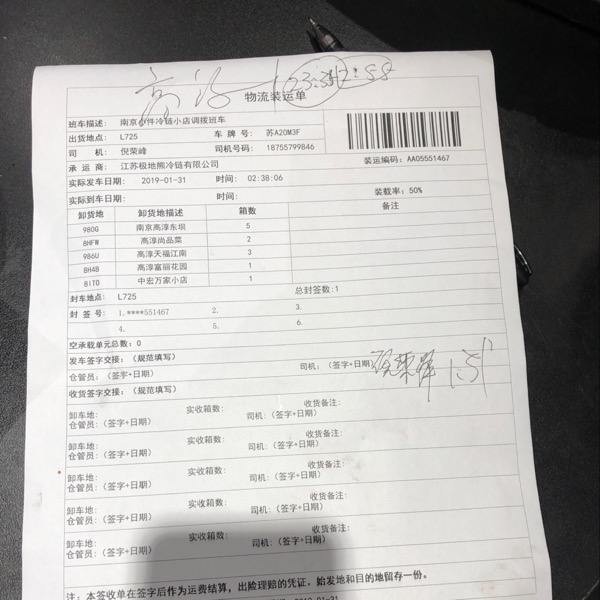 高淳 23:34 2:58
物流装运单
班车描述: 南京市件冷链小店调拨班车
出货地点: L725 车 牌 号: 苏A20M3F
司 机: 倪荣峰 司机号码: 18755799846
承 运 商: 江苏极地熊冷链有限公司 装运编码: AA05551467
实际发车日期: 2019-01-31 时间: 02:38:06
实际到车日期: 时间: 装载率: 50%
卸货地 卸货地描述 箱数 备注
980G 南京高淳东坝 5
8HFW 高淳尚品菜 2
986U 高淳天福江南 3
8H4B 高淳富丽花园 1
8IT0 中宏万家小店 1
封车地点: L725 总封签数:1
封 签 号: 1.****551467 2. 3.
4. 5. 6.
空承载单元总数: 0
发车签字交接: (规范填写)
仓管员: (签字+日期) 司机: (签字+日期) 倪荣峰 1.31
收货签字交接: (规范填写)
卸车地: 实收箱数: 收货备注:
仓管员: (签字+日期) 司机: (签字+日期)
卸车地: 实收箱数: 收货备注:
仓管员: (签字+日期) 司机: (签字+日期)
卸车地: 实收箱数: 收货备注:
仓管员: (签字+日期) 司机: (签字+日期)
卸车地: 实收箱数: 收货备注:
仓管员: (签字+日期) 司机: (签字+日期)
卸车地: 实收箱数: 收货备注:
仓管员: (签字+日期) 司机: (签字+日期)
注: 本签收单在签字后作为运费结算, 出险理赔的凭证, 始发地和目的地留存一份。